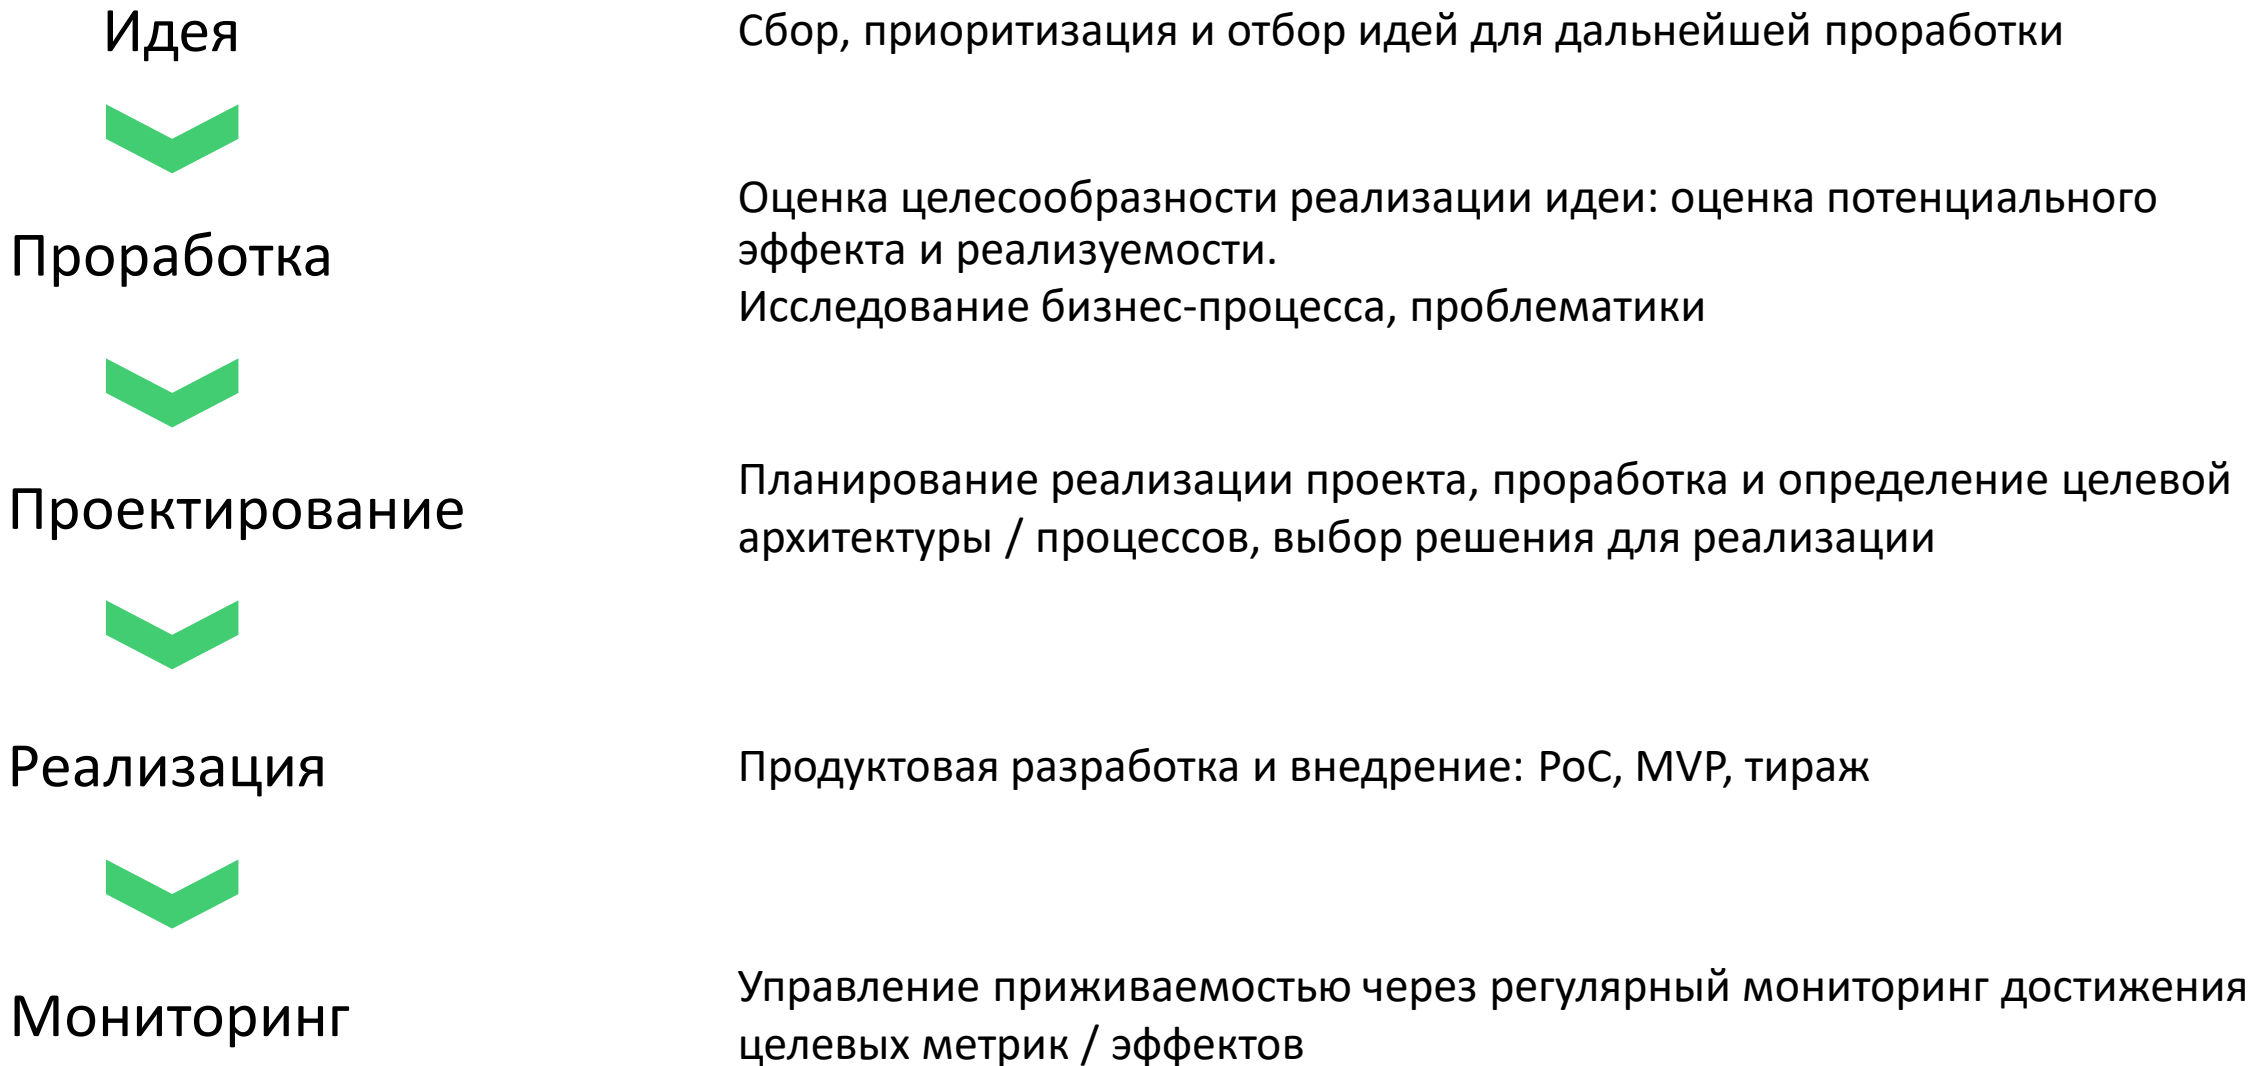 Идея
Сбор, приоритизация и отбор идей для дальнейшей проработки
Проработка
Оценка целесообразности реализации идеи: оценка потенциального
эффекта и реализуемости.
Исследование бизнес-процесса, проблематики
Проектирование
Планирование реализации проекта, проработка и определение целевой
архитектуры / процессов, выбор решения для реализации
Реализация
Продуктовая разработка и внедрение: PoC, MVP, тираж
Мониторинг
Управление приживаемостью через регулярный мониторинг достижения
целевых метрик / эффектов